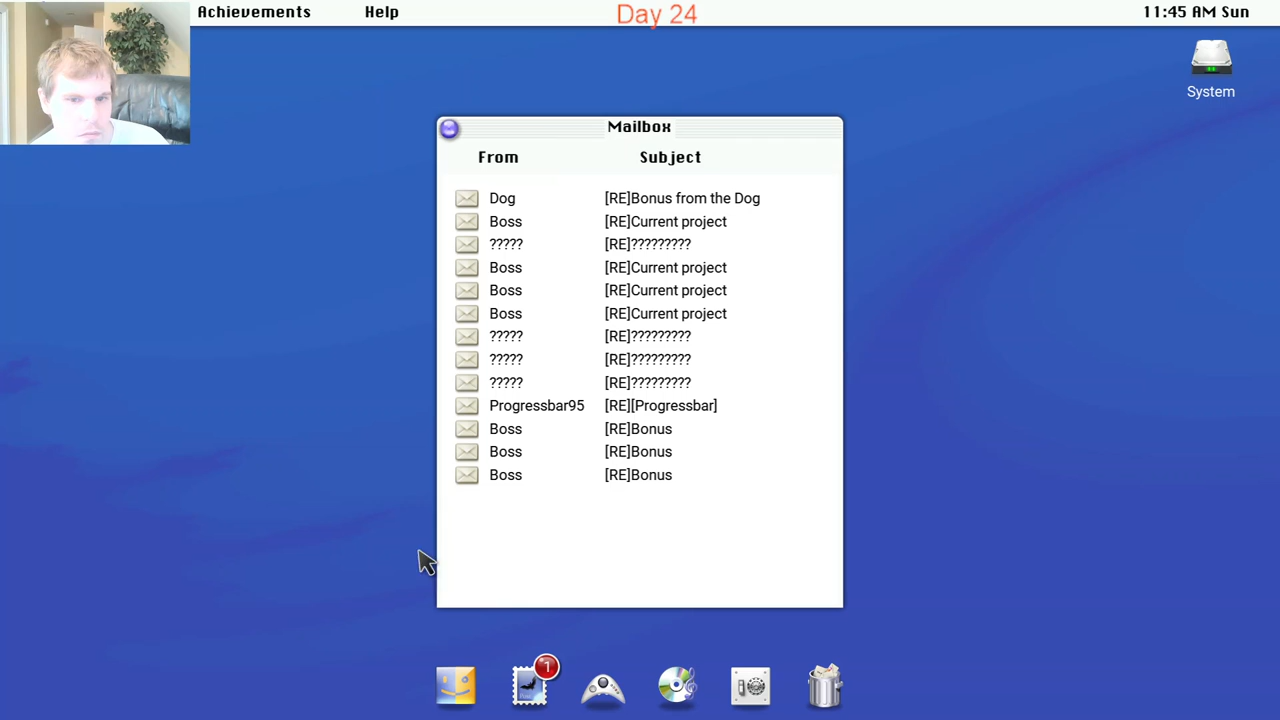 Achievements Help Day 24 11:45 AM Sun
System
Mailbox
From Subject
Dog [RE]Bonus from the Dog
Boss [RE]Current project
????? [RE]?????????
Boss [RE]Current project
Boss [RE]Current project
Boss [RE]Current project
????? [RE]?????????
????? [RE]?????????
????? [RE]?????????
Progressbar95 [RE][Progressbar]
Boss [RE]Bonus
Boss [RE]Bonus
Boss [RE]Bonus
1